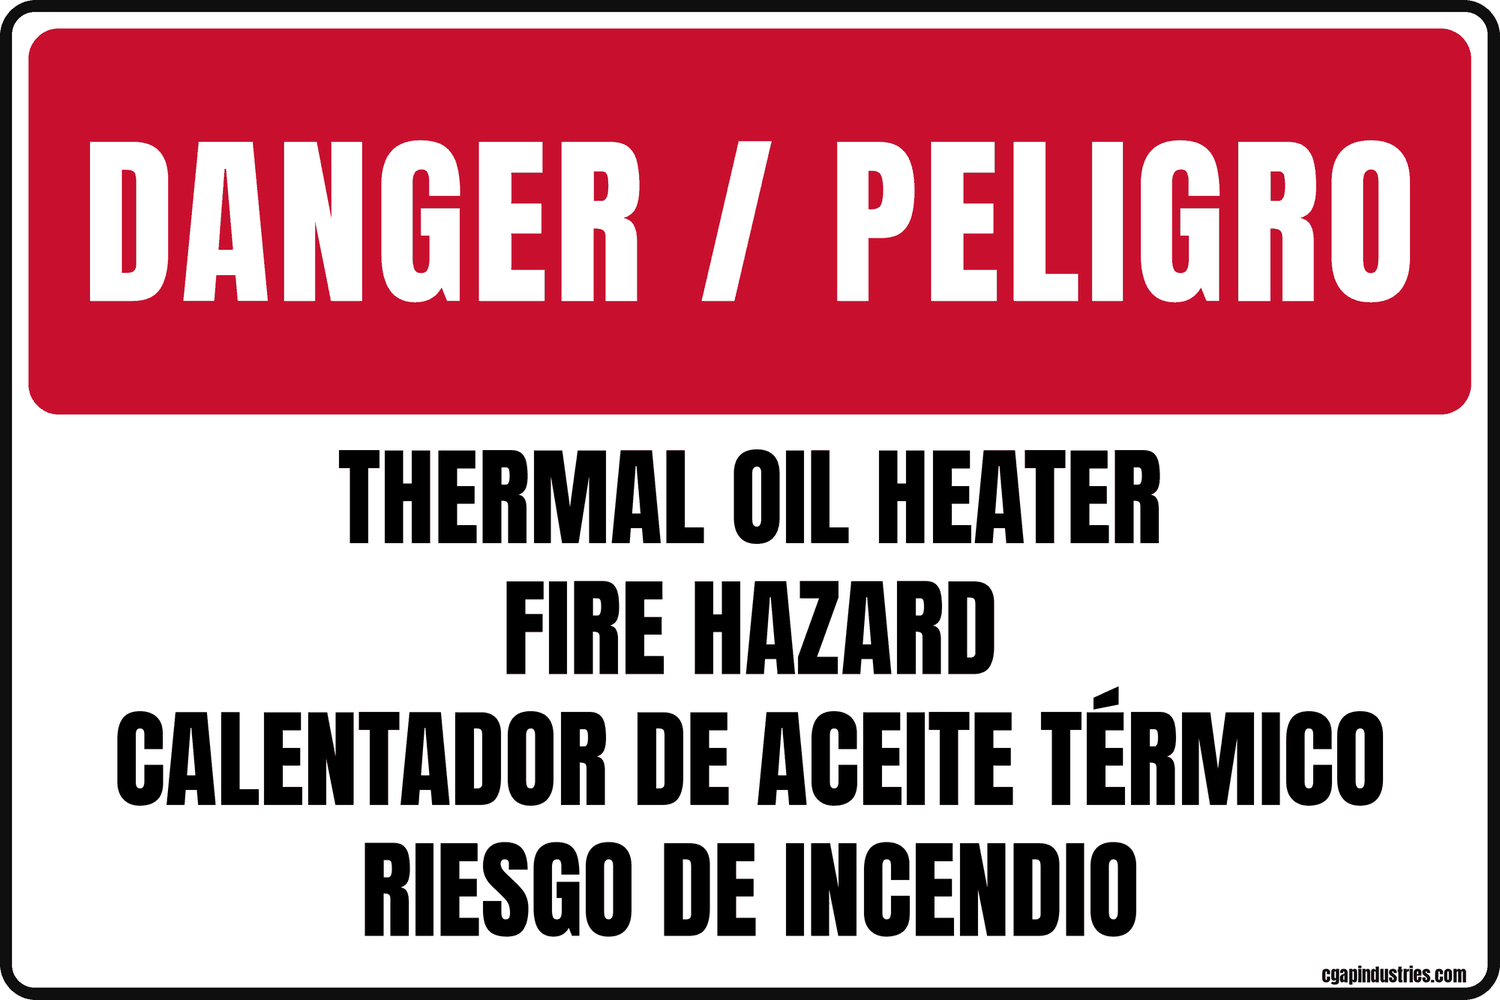 DANGER / PELIGRO
THERMAL OIL HEATER
FIRE HAZARD
CALENTADOR DE ACEITE TÉRMICO
RIESGO DE INCENDIO
cgapindustries.com